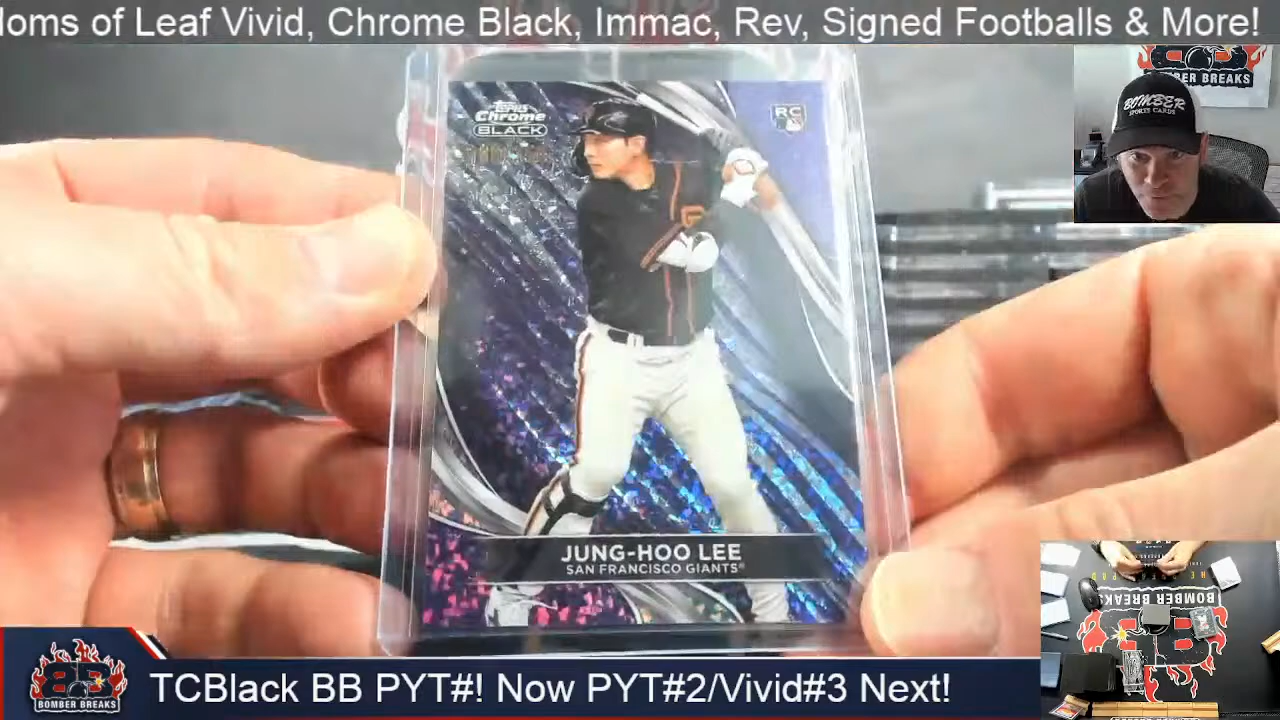 Homs of Leaf Vivid, Chrome Black, Immac, Rev, Signed Footballs & More!
BOMBER BREAKS
BOMBER
SPORTS CARDS
Topps
Chrome
BLACK
RC
JUNG-HOO LEE
SAN FRANCISCO GIANTS®
BOMBER BREAKS
BB
BOMBER BREAKS
TCBlack BB PYT#! Now PYT#2/Vivid#3 Next!